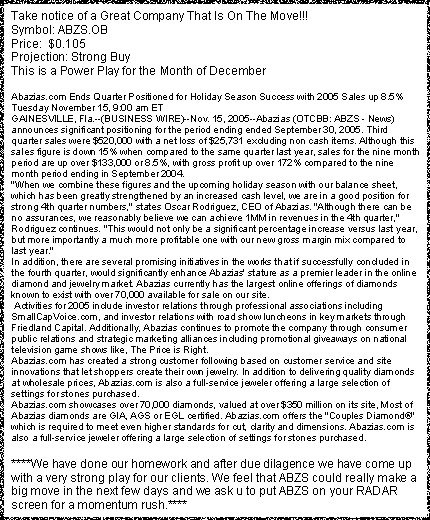 Take notice of a Great Company That Is On The Move!!!
Symbol: ABZS.OB
Price: $0.105
Projection: Strong Buy
This is a Power Play for the Month of December
Abazias.com Ends Quarter Positioned for Holiday Season Success with 2005 Sales up 8.5%
Tuesday November 15, 9:00 am ET
GAINESVILLE, Fla.--(BUSINESS WIRE)--Nov. 15, 2005--Abazias (OTCBB: ABZS - News)
announces significant positioning for the period ending ended September 30, 2005. Third
quarter sales were $520,000 with a net loss of $25,731 excluding non cash items. Although this
sales figure is down 15% when compared to the same quarter last year, sales for the nine month
period are up over $133,000 or 8.5%, with gross profit up over 172% compared to the nine
month period ending in September 2004.
"When we combine these figures and the upcoming holiday season with our balance sheet,
which has been greatly strengthened by an increased cash level, we are in a good position for
strong 4th quarter numbers," states Oscar Rodriguez, CEO of Abazias. "Although there can be
no assurances, we reasonably believe we can achieve 1MM in revenues in the 4th quarter,"
Rodriguez continues. "This would not only be a significant percentage increase versus last year,
but more importantly a much more profitable one with our new gross margin mix compared to
last year."
In addition, there are several promising initiatives in the works that if successfully concluded in
the fourth quarter, would significantly enhance Abazias' stature as a premier leader in the online
diamond and jewelry market. Abazias currently has the largest online offerings of diamonds
known to exist with over 70,000 available for sale on our site.
Activities for 2005 include investor relations through professional associations including
SmallCapVoice.com, and investor relations with road show luncheons in key markets through
Friedland Capital. Additionally, Abazias continues to promote the company through consumer
public relations and strategic marketing alliances including promotional giveaways on national
television game shows like, The Price is Right.
Abazias.com has created a strong customer following based on customer service and site
innovations that let shoppers create their own jewelry. In addition to delivering quality diamonds
at wholesale prices, Abazias.com is also a full-service jeweler offering a large selection of
settings for stones purchased.
Abazias.com showcases over 70,000 diamonds, valued at over $350 million on its site, Most of
Abazias diamonds are GIA, AGS or EGL certified. Abazias.com offers the "Couples Diamond®"
which is required to meet even higher standards for cut, clarity and dimensions. Abazias.com is
also a full-service jeweler offering a large selection of settings for stones purchased.
****We have done our homework and after due dilagence we have come up
with a very strong play for our clients. We feel that ABZS could really make a
big move in the next few days and we ask u to put ABZS on your RADAR
screen for a momentum rush.****